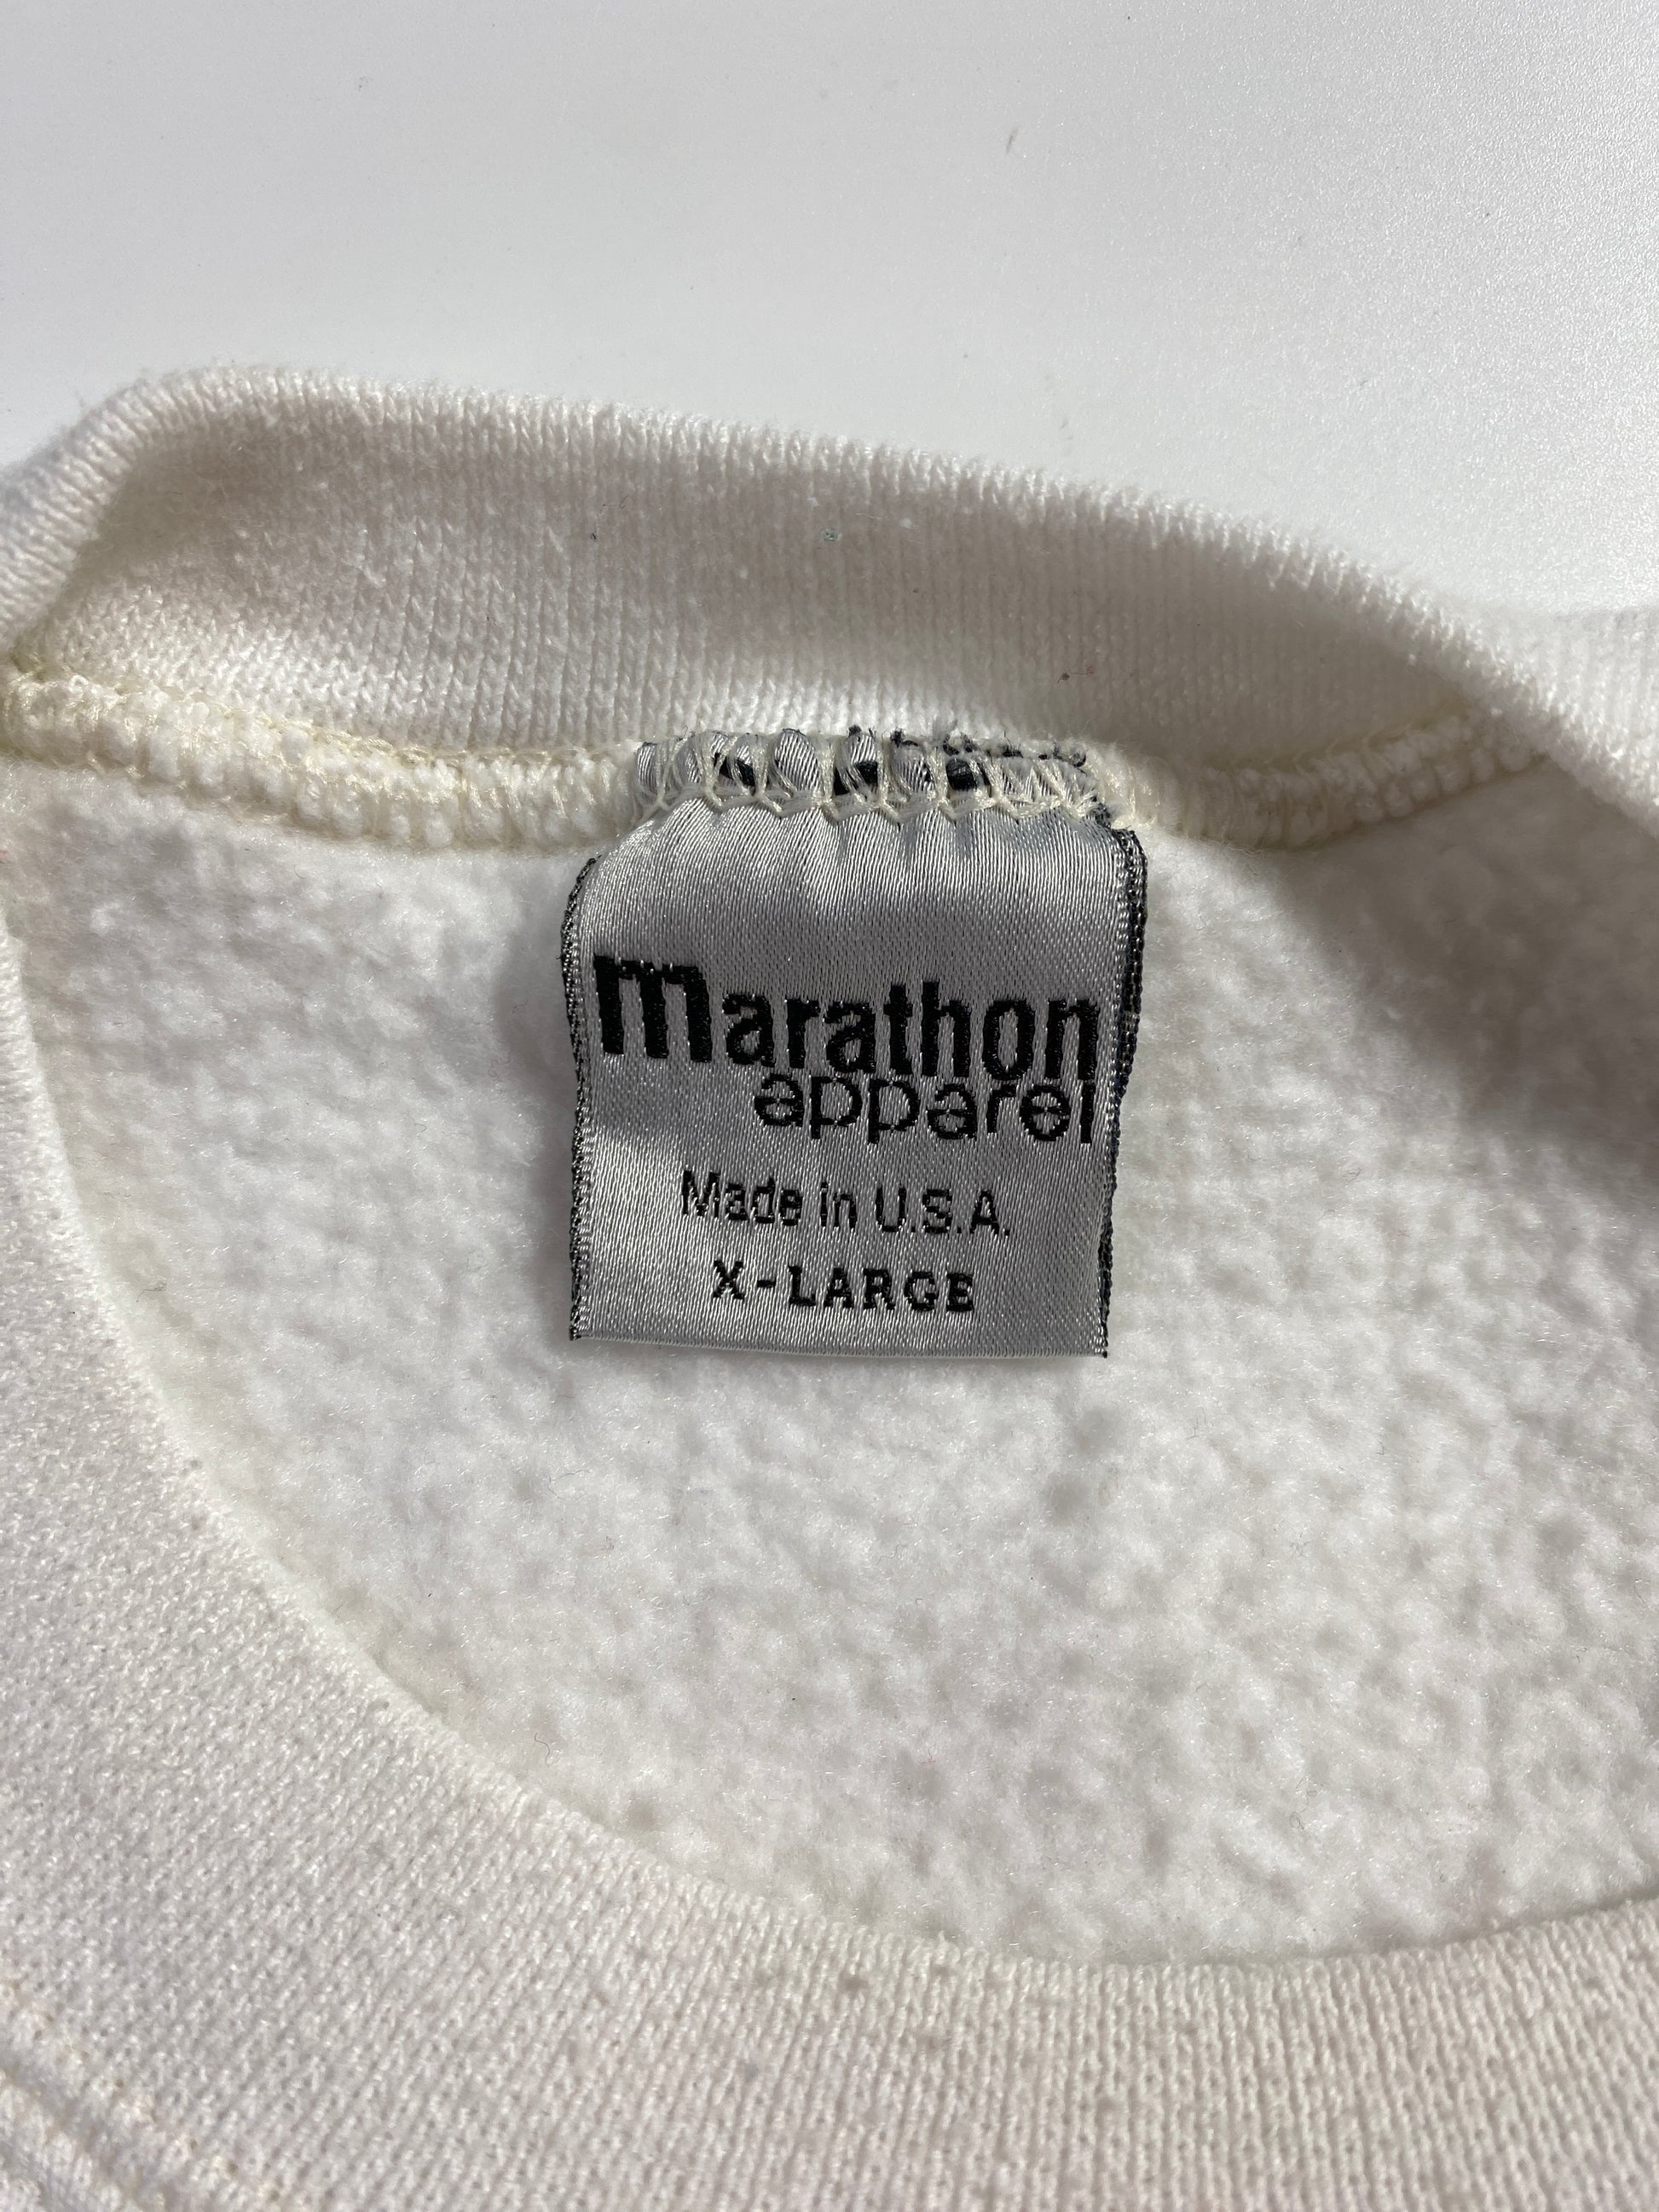 marathon
apparel
Made in U.S.A.
X-LARGE